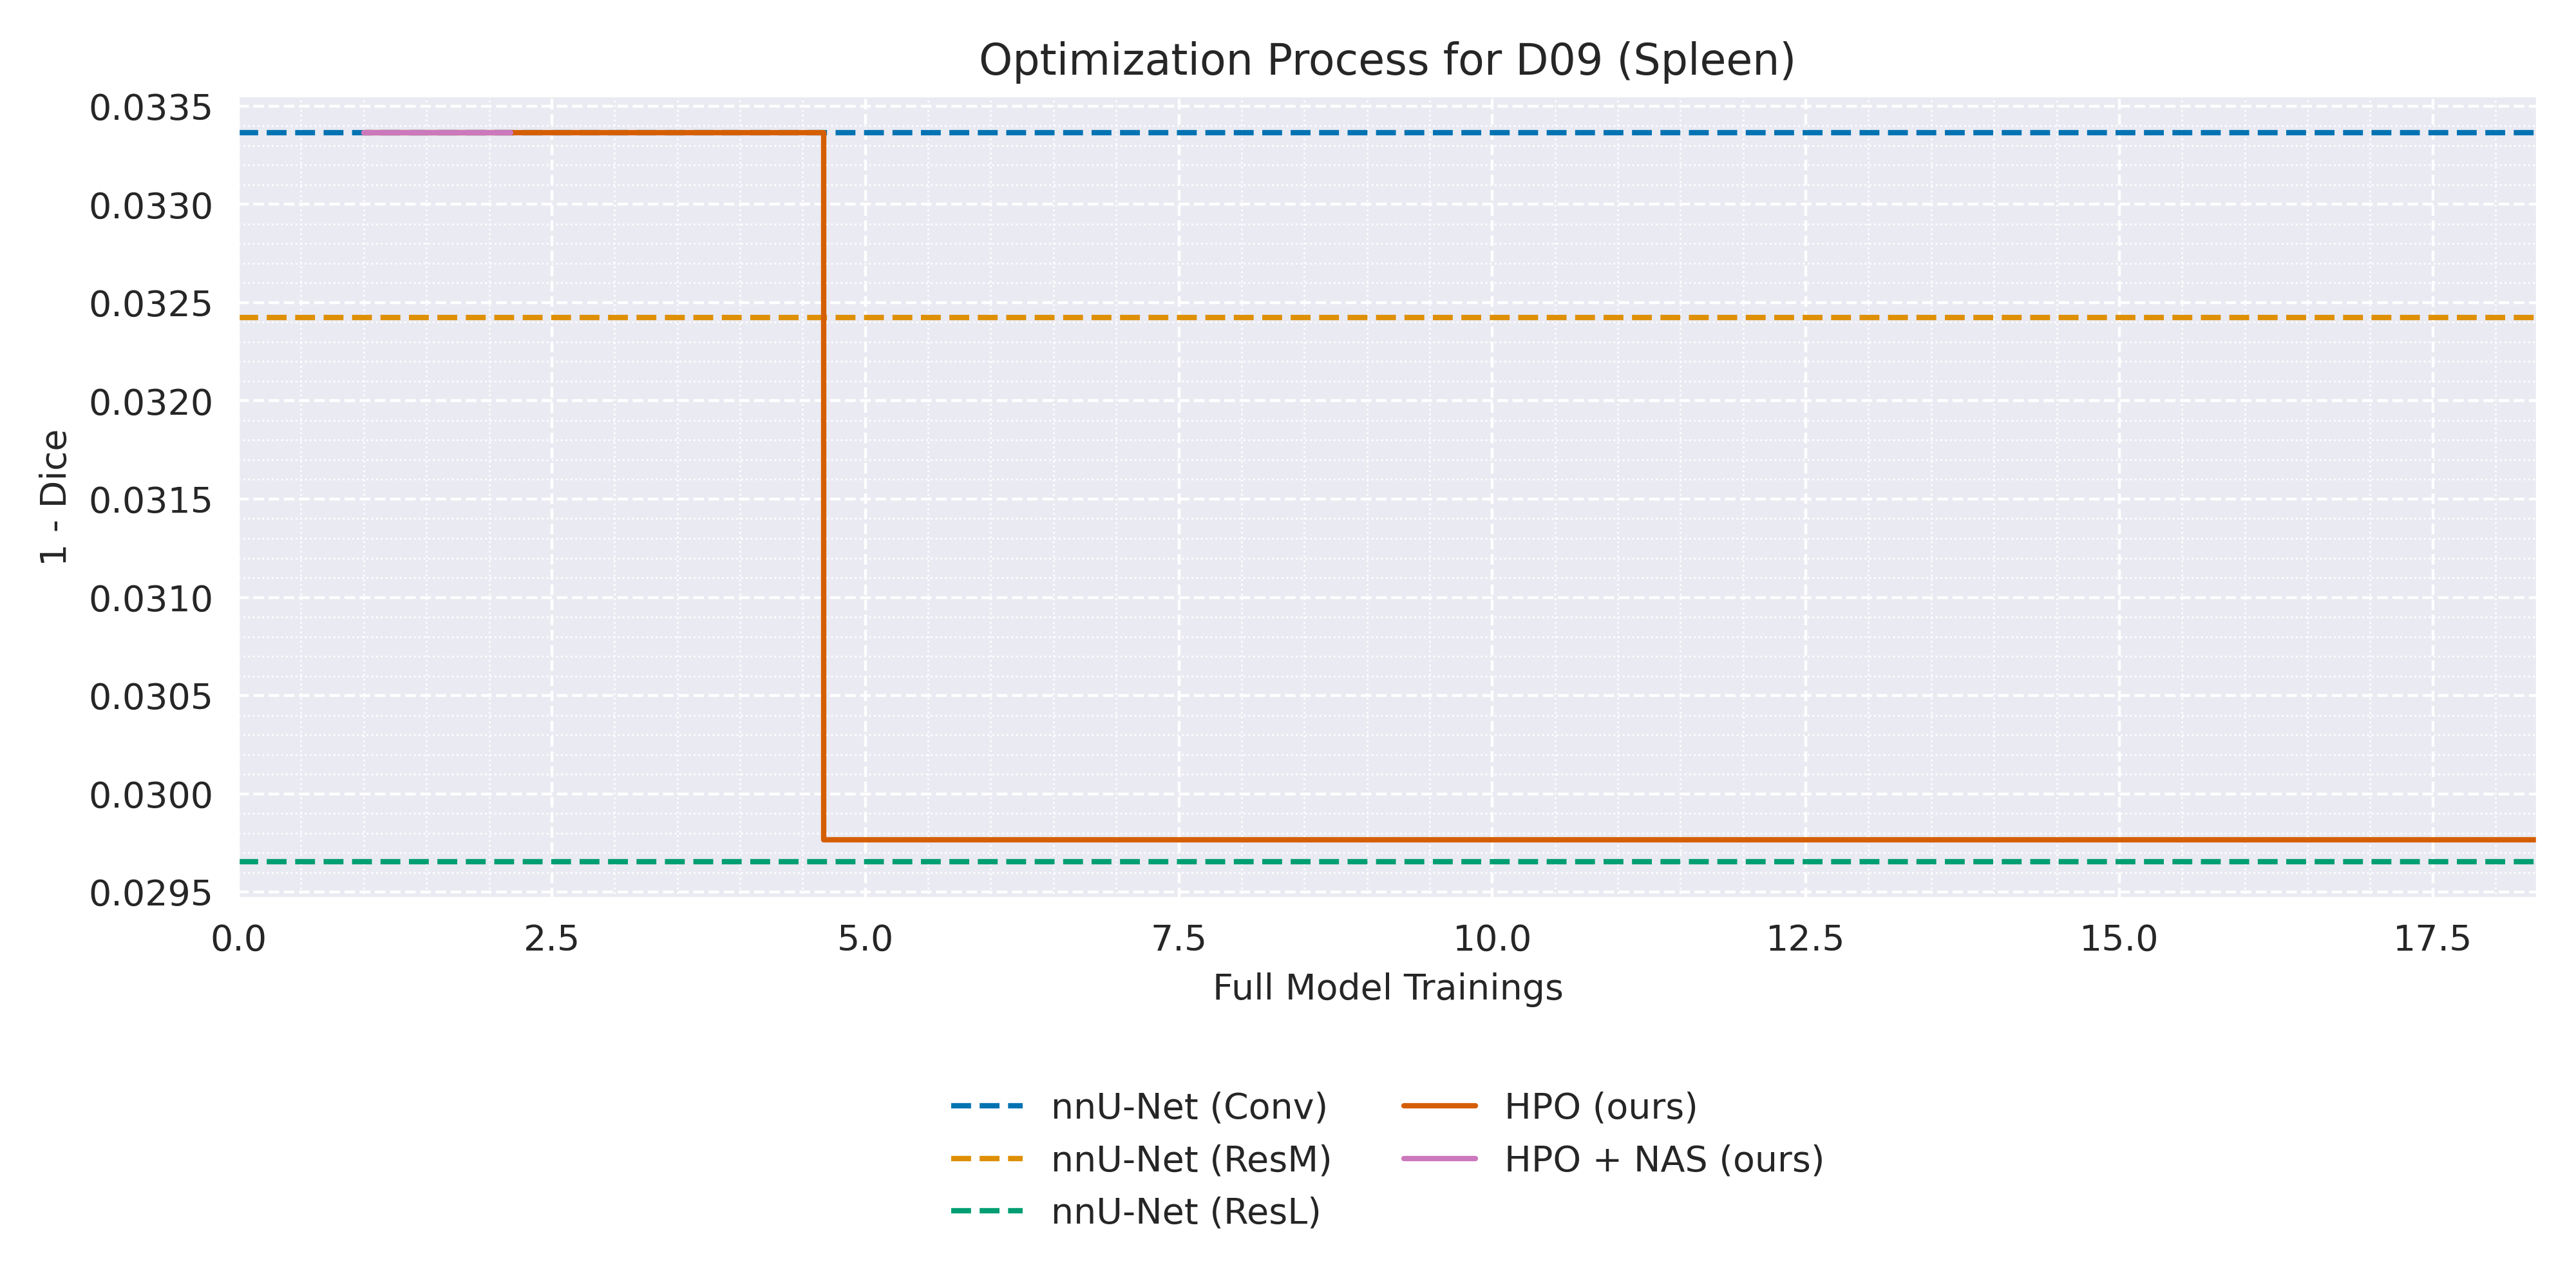 Optimization Process for D09 (Spleen)
0.0335
0.0330
0.0325
0.0320
0.0315
0.0310
0.0305
0.0300
0.0295
1 - Dice
0.0 2.5 5.0 7.5 10.0 12.5 15.0 17.5
Full Model Trainings
nnU-Net (Conv)
nnU-Net (ResM)
nnU-Net (ResL)
HPO (ours)
HPO + NAS (ours)